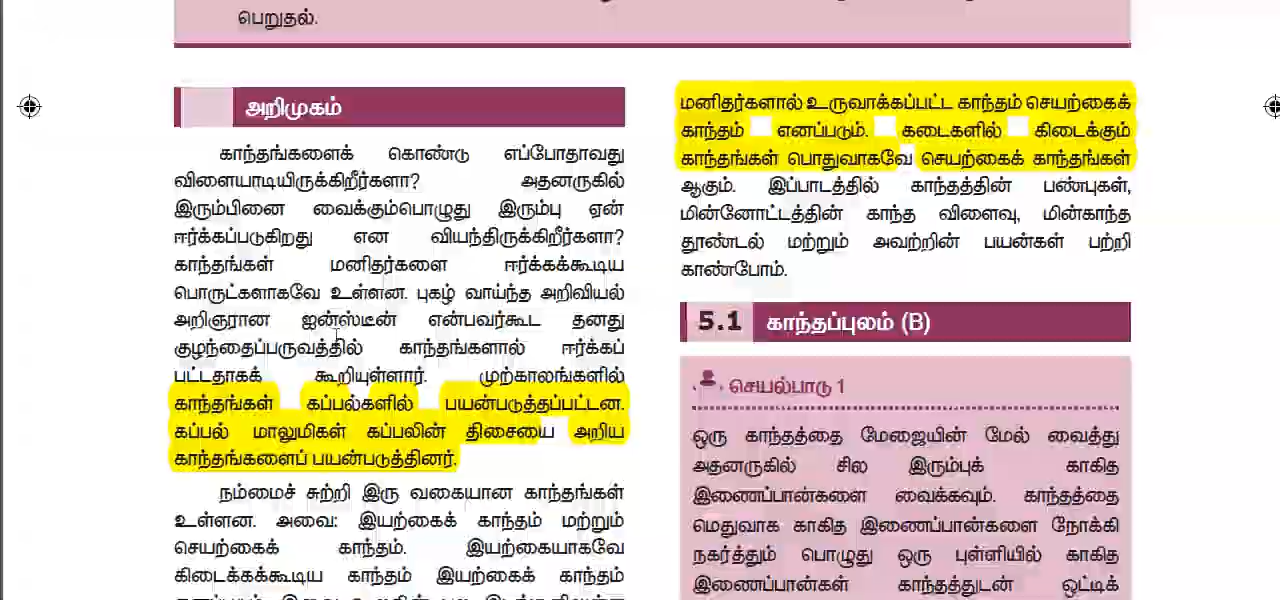 பெறுதல்.
அறிமுகம்
காந்தங்களைக் கொண்டு எப்போதாவது
விளையாடியிருக்கிறீர்களா? அதனருகில்
இரும்பினை வைக்கும்பொழுது இரும்பு ஏன்
ஈர்க்கப்படுகிறது என வியந்திருக்கிறீர்களா?
காந்தங்கள் மனிதர்களை ஈர்க்கக்கூடிய
பொருட்களாகவே உள்ளன. புகழ் வாய்ந்த அறிவியல்
அறிஞரான ஐன்ஸ்டீன் என்பவர்கூட தனது
குழந்தைப்பருவத்தில் காந்தங்களால் ஈர்க்கப்
பட்டதாகக் கூறியுள்ளார். முற்காலங்களில்
காந்தங்கள் கப்பல்களில் பயன்படுத்தப்பட்டன.
கப்பல் மாலுமிகள் கப்பலின் திசையை அறிய
காந்தங்களைப் பயன்படுத்தினர்.
நம்மைச் சுற்றி இரு வகையான காந்தங்கள்
உள்ளன. அவை: இயற்கைக் காந்தம் மற்றும்
செயற்கைக் காந்தம். இயற்கையாகவே
கிடைக்கக்கூடிய காந்தம் இயற்கைக் காந்தம்
மனிதர்களால் உருவாக்கப்பட்ட காந்தம் செயற்கைக்
காந்தம் எனப்படும். கடைகளில் கிடைக்கும்
காந்தங்கள் பொதுவாகவே செயற்கைக் காந்தங்கள்
ஆகும். இப்பாடத்தில் காந்தத்தின் பண்புகள்,
மின்னோட்டத்தின் காந்த விளைவு, மின்காந்த
தூண்டல் மற்றும் அவற்றின் பயன்கள் பற்றி
காண்போம்.
5.1 காந்தப்புலம் (B)
செயல்பாடு 1
ஒரு காந்தத்தை மேஜையின் மேல் வைத்து
அதனருகில் சில இரும்புக் காகித
இணைப்பான்களை வைக்கவும். காந்தத்தை
மெதுவாக காகித இணைப்பான்களை நோக்கி
நகர்த்தும் பொழுது ஒரு புள்ளியில் காகித
இணைப்பான்கள் காந்தத்துடன் ஒட்டிக்